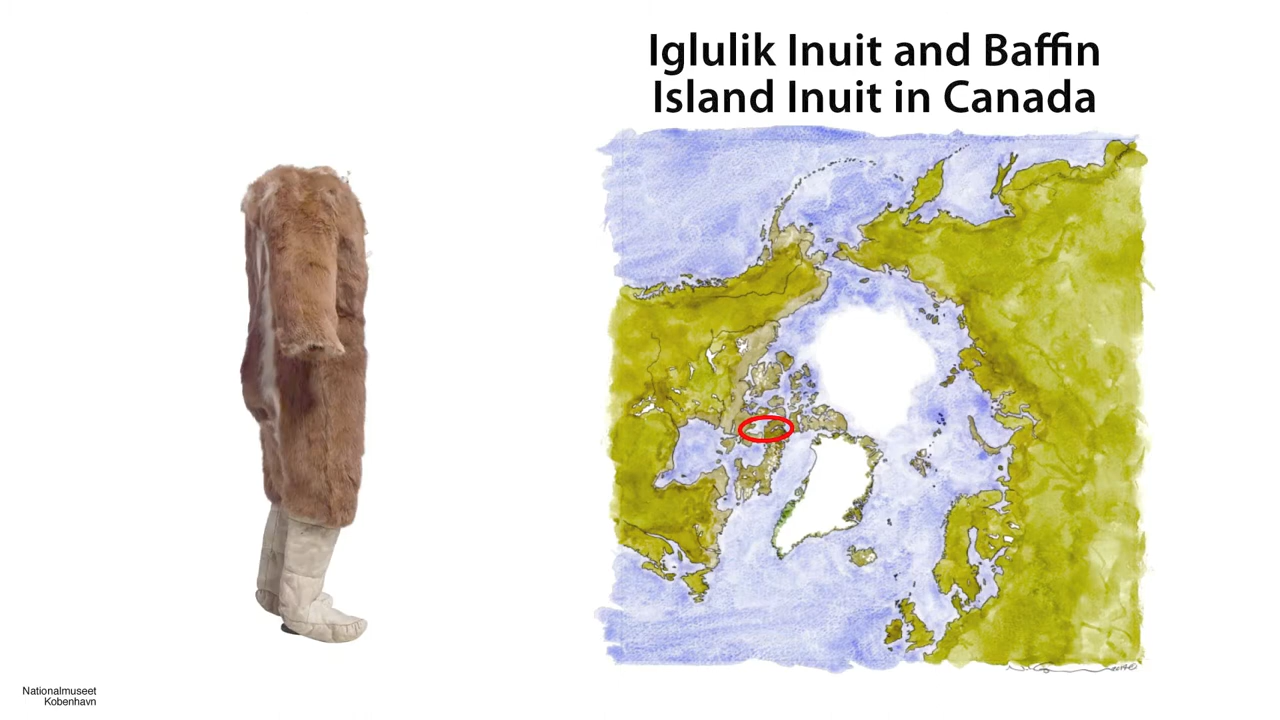 Iglulik Inuit and Baffin
Island Inuit in Canada
Nationalmuseet
Kobenhavn